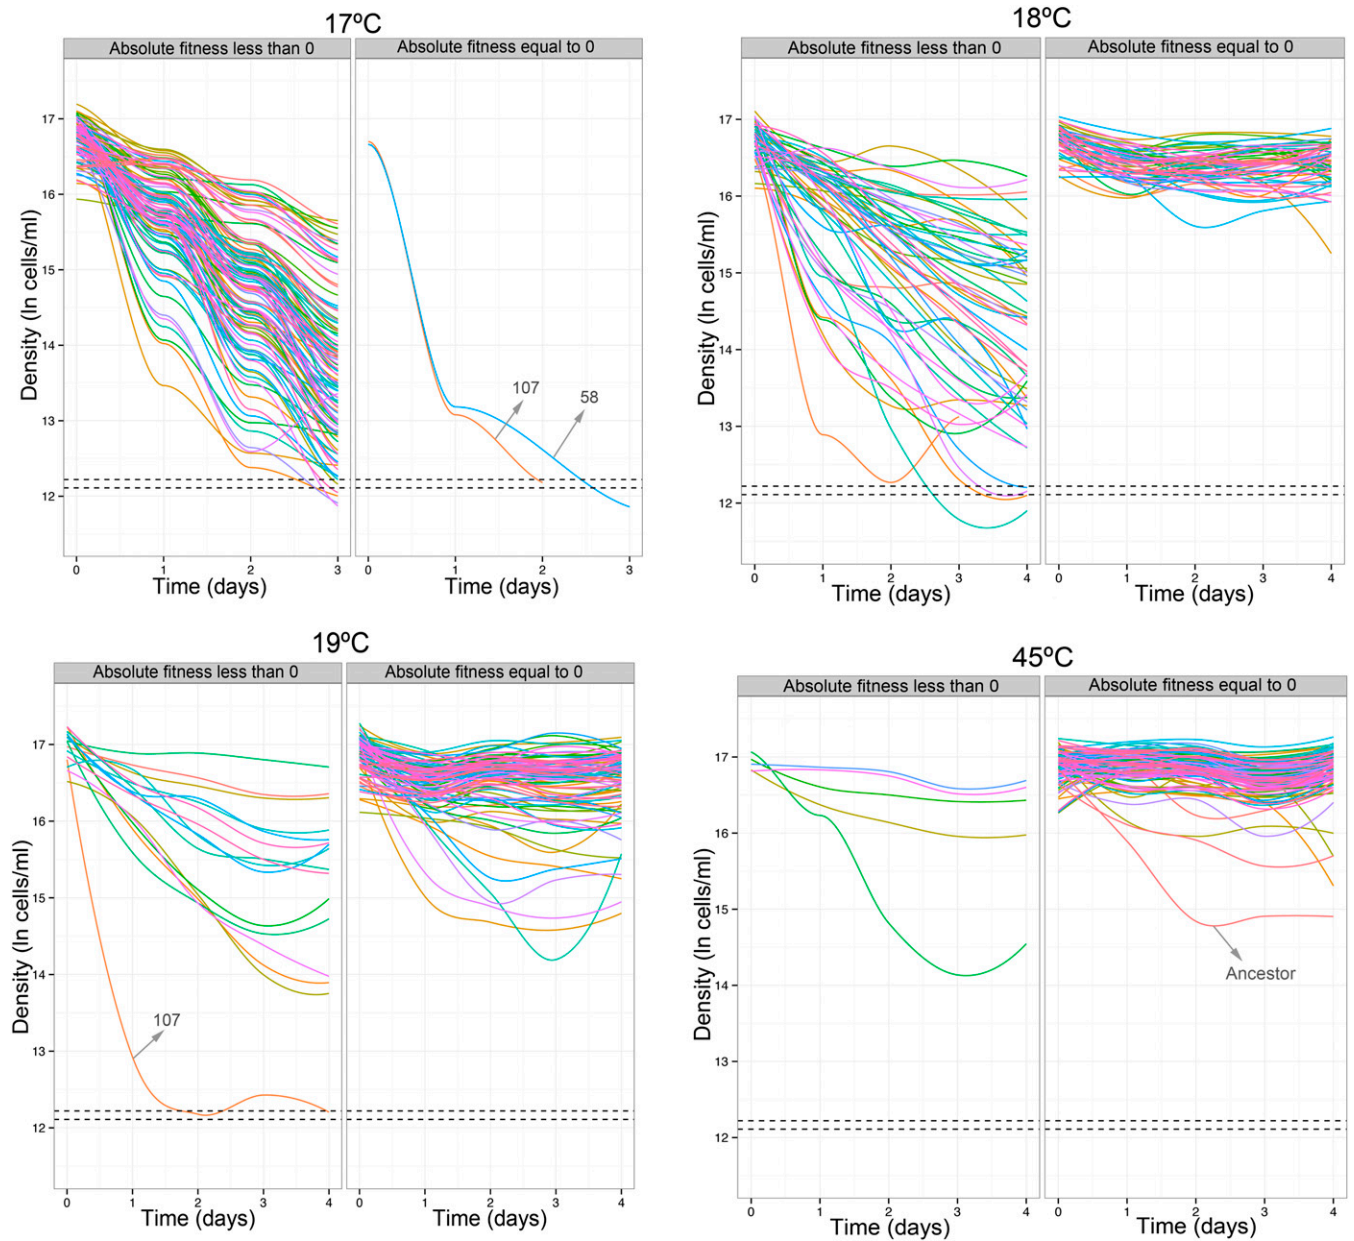 17ºC
Absolute fitness less than 0
Absolute fitness equal to 0
Density (ln cells/ml)
17
16
15
14
13
12
107
58
0 1 2 3
0 1 2 3
Time (days)
Time (days)
18ºC
Absolute fitness less than 0
Absolute fitness equal to 0
Density (ln cells/ml)
17
16
15
14
13
12
0 1 2 3 4
0 1 2 3 4
Time (days)
Time (days)
19ºC
Absolute fitness less than 0
Absolute fitness equal to 0
Density (ln cells/ml)
17
16
15
14
13
12
107
0 1 2 3 4
0 1 2 3 4
Time (days)
Time (days)
45ºC
Absolute fitness less than 0
Absolute fitness equal to 0
Density (ln cells/ml)
17
16
15
14
13
12
Ancestor
0 1 2 3 4
0 1 2 3 4
Time (days)
Time (days)